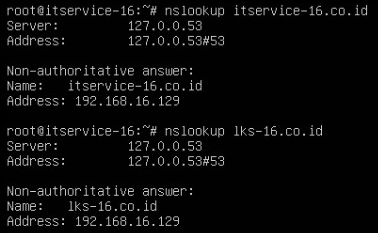 root@itservice-16:~# nslookup itservice-16.co.id
Server:         127.0.0.53
Address:        127.0.0.53#53

Non-authoritative answer:
Name:   itservice-16.co.id
Address: 192.168.16.129

root@itservice-16:~# nslookup lks-16.co.id
Server:         127.0.0.53
Address:        127.0.0.53#53

Non-authoritative answer:
Name:   lks-16.co.id
Address: 192.168.16.129